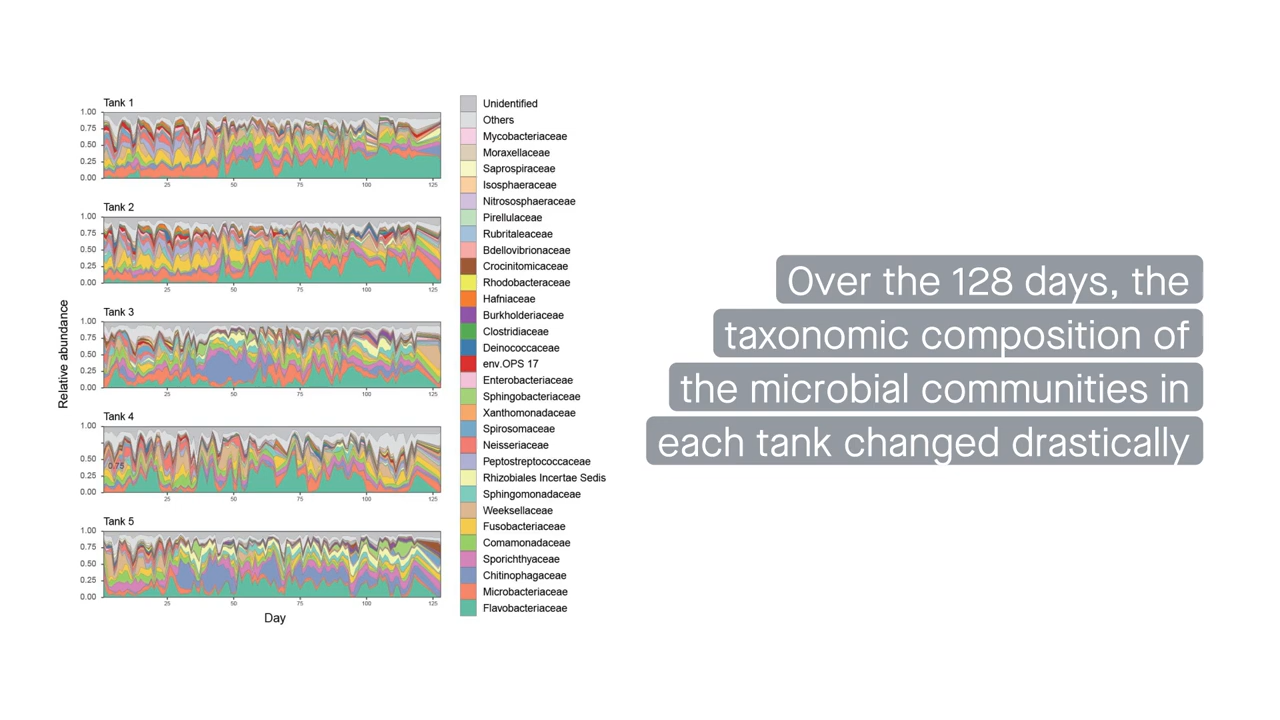 Tank 1
1.00
0.75
0.50
0.25
0.00
25
50
75
100
125
Tank 2
1.00
0.75
0.50
0.25
0.00
25
50
75
100
125
Tank 3
1.00
0.75
0.50
0.25
0.00
25
50
75
100
125
Tank 4
1.00
0.75
0.50
0.25
0.00
25
50
75
100
125
Tank 5
1.00
0.75
0.50
0.25
0.00
25
50
75
100
125
Relative abundance
Day
Unidentified
Others
Mycobacteriaceae
Moraxellaceae
Saprospiraceae
Isosphaeraceae
Nitrososphaeraceae
Pirellulaceae
Rubritaleaceae
Bdellovibrionaceae
Crocinitomicaceae
Rhodobacteraceae
Hafniaceae
Burkholderiaceae
Clostridiaceae
Deinococcaceae
env.OPS 17
Enterobacteriaceae
Sphingobacteriaceae
Xanthomonadaceae
Spirosomaceae
Neisseriaceae
Peptostreptococcaceae
Rhizobiales Incertae Sedis
Sphingomonadaceae
Weeksellaceae
Fusobacteriaceae
Comamonadaceae
Sporichthyaceae
Chitinophagaceae
Microbacteriaceae
Flavobacteriaceae
Over the 128 days, the
taxonomic composition of
the microbial communities in
each tank changed drastically